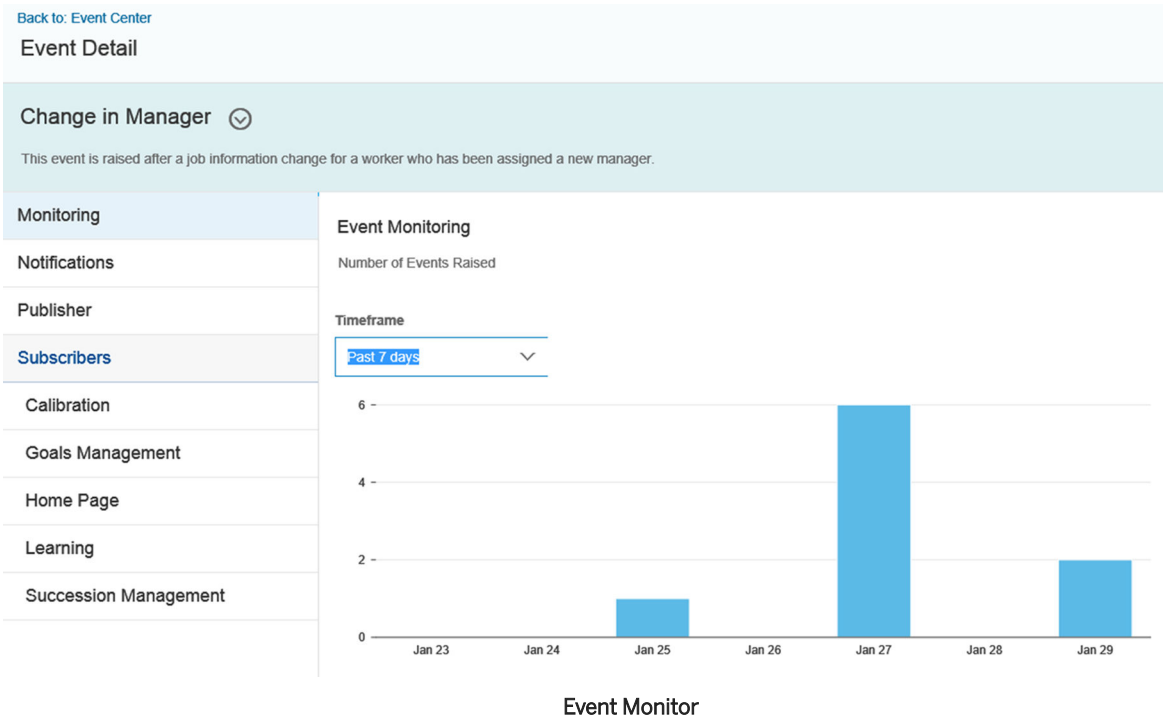 Back to: Event Center
Event Detail
Change in Manager
This event is raised after a job information change for a worker who has been assigned a new manager.
Monitoring
Notifications
Publisher
Subscribers
Calibration
Goals Management
Home Page
Learning
Succession Management
Event Monitoring
Number of Events Raised
Timeframe
Past 7 days
6
4
2
0
Jan 23 Jan 24 Jan 25 Jan 26 Jan 27 Jan 28 Jan 29
Event Monitor